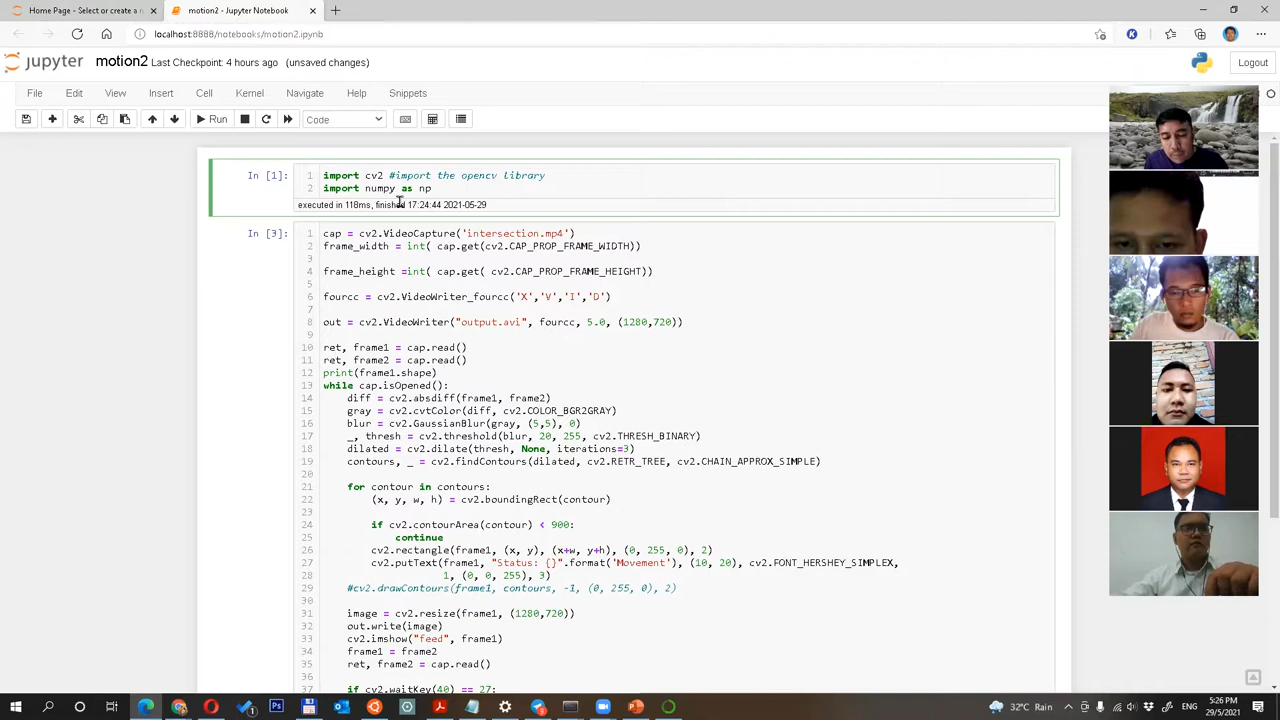 Home Page - Select or create a n
motion2 - Jupyter Notebook
localhost:8888/notebooks/motion2.ipynb
jupyter motion2 Last Checkpoint: 4 hours ago (unsaved changes)
Logout
File Edit View Insert Cell Kernel Navigate Help Snippets
Run Code
In [1]:
1 import cv2 #import the opencv library
2 import numpy as np
executed in 118ms, finished 17:24:44 2021-05-29
In [3]:
1 cap = cv2.VideoCapture('intersection.mp4')
2 frame_width = int( cap.get(cv2.CAP_PROP_FRAME_WIDTH))
3
4 frame_height =int( cap.get( cv2.CAP_PROP_FRAME_HEIGHT))
5
6 fourcc = cv2.VideoWriter_fourcc('X','V','I','D')
7
8 out = cv2.VideoWriter("output.avi", fourcc, 5.0, (1280,720))
9
10 ret, frame1 = cap.read()
11 ret, frame2 = cap.read()
12 print(frame1.shape)
13 while cap.isOpened():
14 diff = cv2.absdiff(frame1, frame2)
15 gray = cv2.cvtColor(diff, cv2.COLOR_BGR2GRAY)
16 blur = cv2.GaussianBlur(gray, (5,5), 0)
17 _, thresh = cv2.threshold(blur, 20, 255, cv2.THRESH_BINARY)
18 dilated = cv2.dilate(thresh, None, iterations=3)
19 contours, _ = cv2.findContours(dilated, cv2.RETR_TREE, cv2.CHAIN_APPROX_SIMPLE)
20
21 for contour in contours:
22 (x, y, w, h) = cv2.boundingRect(contour)
23
24 if cv2.contourArea(contour) < 900:
25 continue
26 cv2.rectangle(frame1, (x, y), (x+w, y+h), (0, 255, 0), 2)
27 cv2.putText(frame1, "Status: {}".format('Movement'), (10, 20), cv2.FONT_HERSHEY_SIMPLEX,
28 1, (0, 0, 255), 3)
29 #cv2.drawContours(frame1, contours, -1, (0, 255, 0), 2)
30
31 image = cv2.resize(frame1, (1280,720))
32 out.write(image)
33 cv2.imshow("feed", frame1)
34 frame1 = frame2
35 ret, frame2 = cap.read()
36
37 if cv2.waitKey(40) == 27:
32°C Rain
5:26 PM
29/5/2021